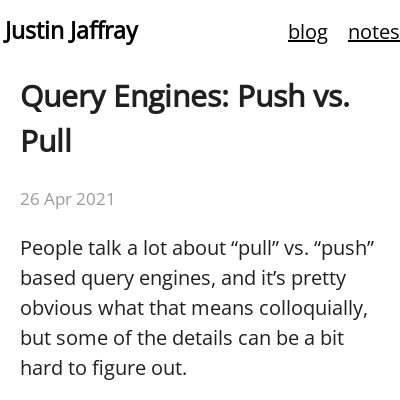 Justin Jaffray
blog
notes
Query Engines: Push vs.
Pull
26 Apr 2021
People talk a lot about “pull” vs. “push”
based query engines, and it’s pretty
obvious what that means colloquially,
but some of the details can be a bit
hard to figure out.